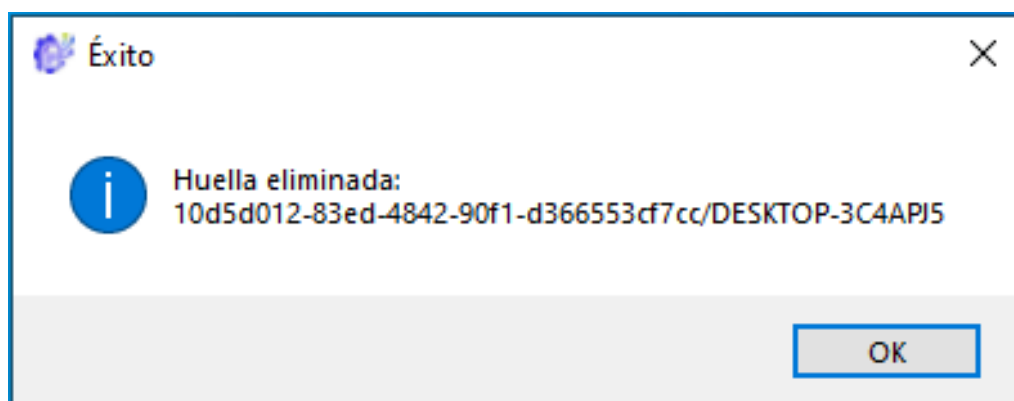 Éxito
Huella eliminada:
10d5d012-83ed-4842-90f1-d366553cf7cc/DESKTOP-3C4APJ5
OK